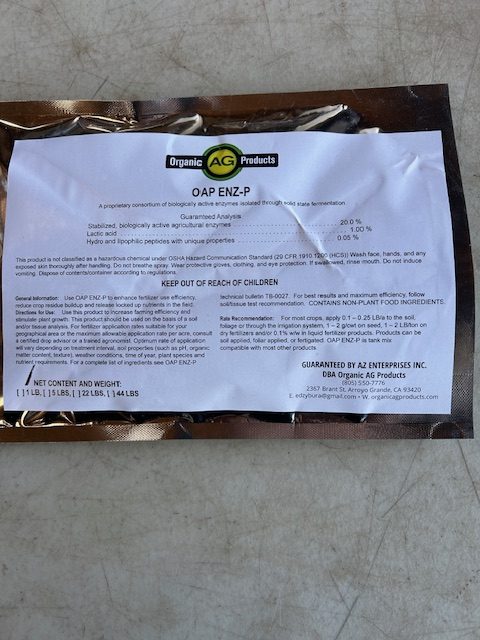 Organic AG Products
OAP ENZ-P
A proprietary consortium of biologically active enzymes isolated through solid state fermentation.
Guaranteed Analysis
Stabilized, biologically active agricultural enzymes 20.0 %
Lactic acid 1.00 %
Hydro and lipophilic peptides with unique properties 0.05 %
This product is not classified as a hazardous chemical under OSHA Hazard Communication Standard (29 CFR 1910.1200 (HCS)) Wash face, hands, and any
exposed skin thoroughly after handling. Do not breathe spray. Wear protective gloves, clothing, and eye protection. If swallowed, rinse mouth. Do not induce
vomiting. Dispose of contents/container according to regulations.
KEEP OUT OF REACH OF CHILDREN
General Information: Use OAP ENZ-P to enhance fertilizer use efficiency,
reduce crop residue buildup and release locked up nutrients in the field.
Directions for Use: Use this product to increase farming efficiency and
stimulate plant growth. This product should be used on the basis of a soil
and/or tissue analysis. For fertilizer application rates suitable for your
geographical area or the maximum allowable application rate per acre, consult
a certified drop advisor or a trained agronomist. Optimum rate of application
will vary depending on treatment interval, soil properties (such as pH, organic
matter content, texture), weather conditions, time of year, plant species and
nutrient requirements. For a complete list of ingredients see OAP ENZ-P
technical bulletin TB-0027. For best results and maximum efficiency, follow
soil/tissue test recommendation. CONTAINS NON-PLANT FOOD INGREDIENTS.
Rate Recommendation: For most crops, apply 0.1 – 0.25 LB/a to the soil,
foliage or through the irrigation system, 1 – 2 g/cwt on seed, 1 – 2 LB/ton on
dry fertilizers and/or 0.1% w/w in liquid fertilizer products. Products can be
soil applied, foliar applied, or fertigated. OAP ENZ-P is tank mix
compatible with most other products.
NET CONTENT AND WEIGHT:
[ ] 1 LB, [ ] 5 LBS, [ ] 22 LBS, [ ] 44 LBS
GUARANTEED BY AZ ENTERPRISES INC.
DBA Organic AG Products
(805) 550-7776
2367 Brant St. Arroyo Grande, CA 93420
E. edzybura@gmail.com • W. organicagproducts.com